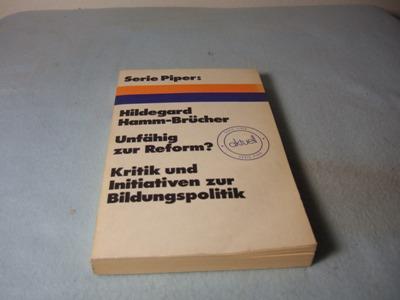 Serie Piper:
Hildegard
Hamm-Brücher
Unfähig
zur Reform?
aktuell
Kritik und
Initiativen zur
Bildungspolitik